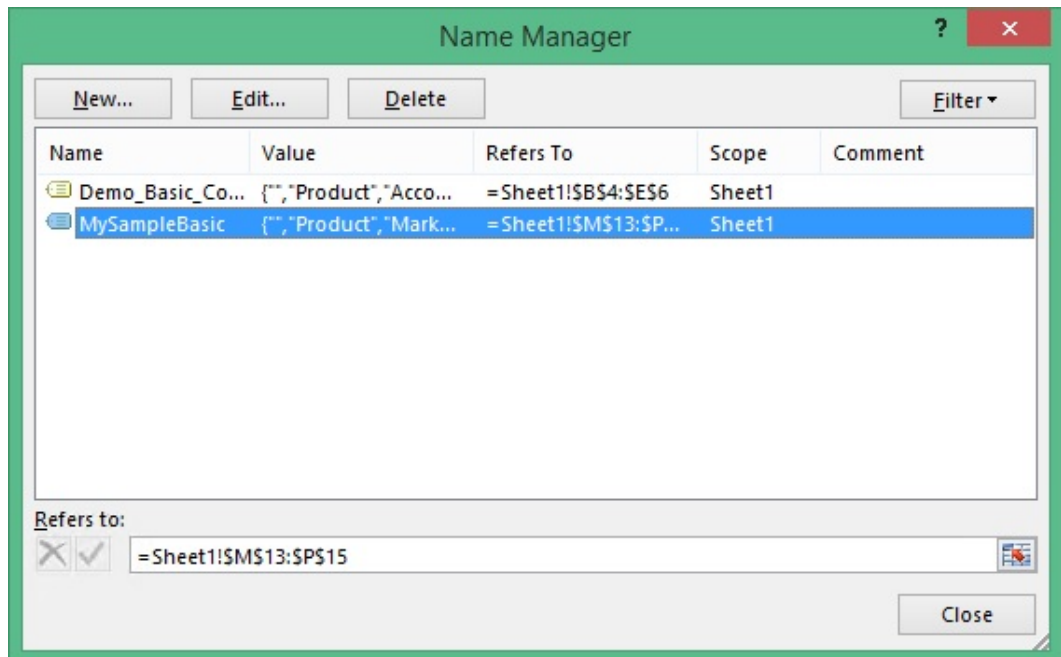 Name Manager ?
New... Edit... Delete Filter
Name Value Refers To Scope Comment
Demo_Basic_Co... {"","Product","Acco... =Sheet1!$B$4:$E$6 Sheet1
MySampleBasic {"","Product","Mark... =Sheet1!$M$13:$P... Sheet1
Refers to:
=Sheet1!$M$13:$P$15
Close